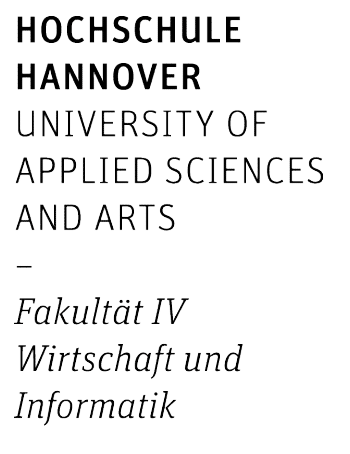 HOCHSCHULE
HANNOVER
UNIVERSITY OF
APPLIED SCIENCES
AND ARTS
–
Fakultät IV
Wirtschaft und
Informatik